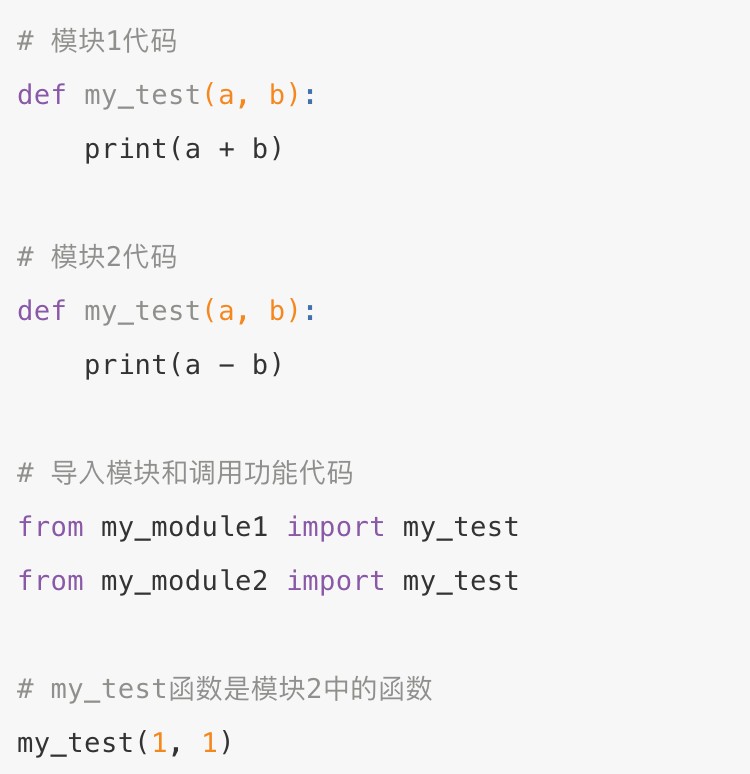 # 模块1代码
def my_test(a, b):
    print(a + b)
# 模块2代码
def my_test(a, b):
    print(a - b)
# 导入模块和调用功能代码
from my_module1 import my_test
from my_module2 import my_test
# my_test函数是模块2中的函数
my_test(1, 1)